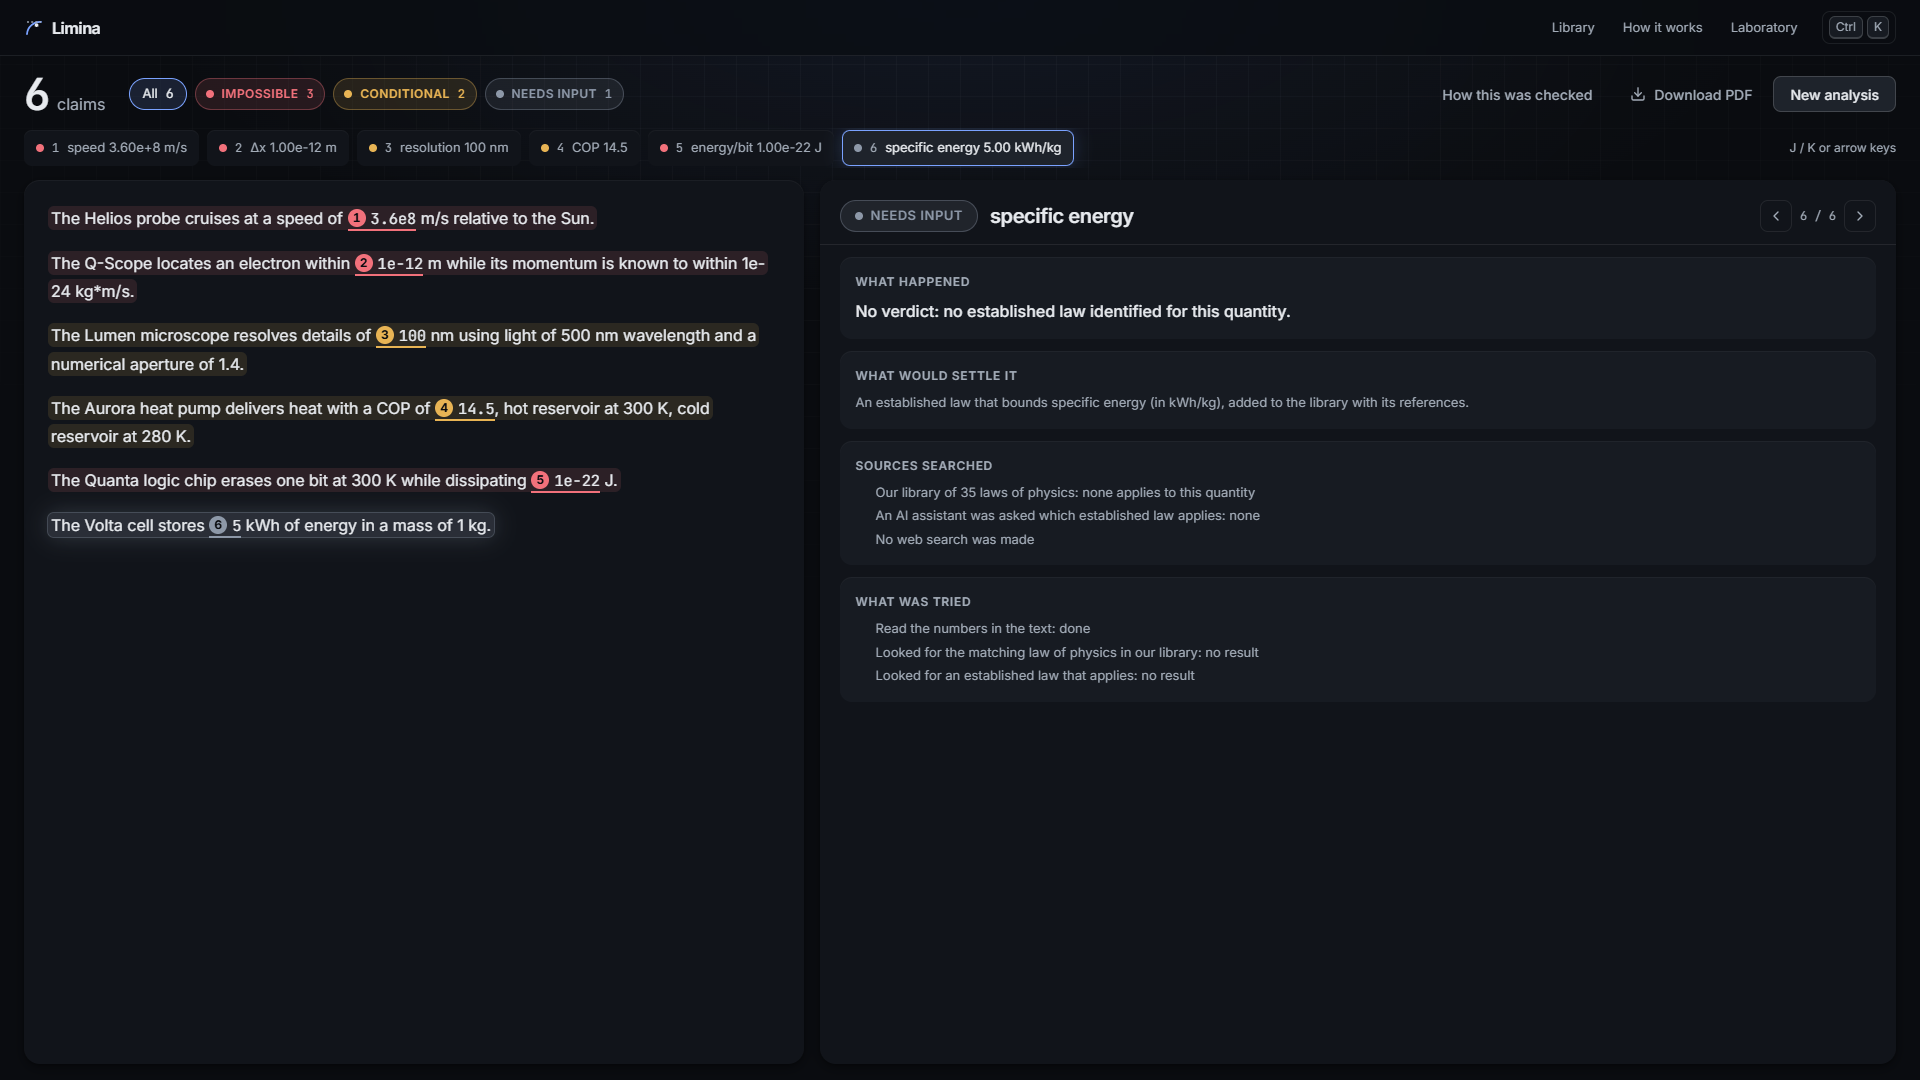 Limina
Library
How it works
Laboratory
Ctrl K
6 claims
All 6
IMPOSSIBLE 3
CONDITIONAL 2
NEEDS INPUT 1
How this was checked
Download PDF
New analysis
1 speed 3.60e+8 m/s
2 Δx 1.00e-12 m
3 resolution 100 nm
4 COP 14.5
5 energy/bit 1.00e-22 J
6 specific energy 5.00 kWh/kg
J / K or arrow keys
The Helios probe cruises at a speed of 1 3.6e8 m/s relative to the Sun.
The Q-Scope locates an electron within 2 1e-12 m while its momentum is known to within 1e-
24 kg*m/s.
The Lumen microscope resolves details of 3 100 nm using light of 500 nm wavelength and a
numerical aperture of 1.4.
The Aurora heat pump delivers heat with a COP of 4 14.5, hot reservoir at 300 K, cold
reservoir at 280 K.
The Quanta logic chip erases one bit at 300 K while dissipating 5 1e-22 J.
The Volta cell stores 6 5 kWh of energy in a mass of 1 kg.
NEEDS INPUT
specific energy
6 / 6
WHAT HAPPENED
No verdict: no established law identified for this quantity.
WHAT WOULD SETTLE IT
An established law that bounds specific energy (in kWh/kg), added to the library with its references.
SOURCES SEARCHED
Our library of 35 laws of physics: none applies to this quantity
An AI assistant was asked which established law applies: none
No web search was made
WHAT WAS TRIED
Read the numbers in the text: done
Looked for the matching law of physics in our library: no result
Looked for an established law that applies: no result